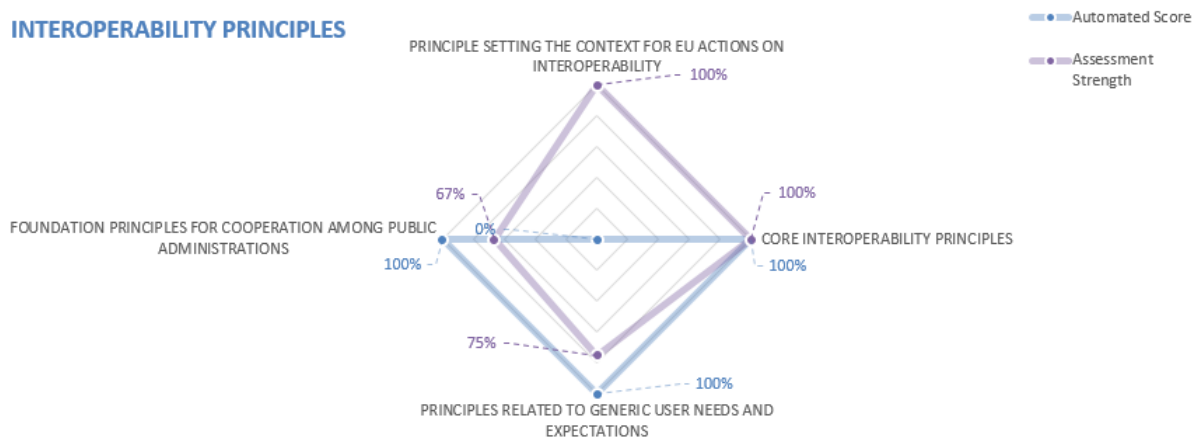 INTEROPERABILITY PRINCIPLES
Automated Score
Assessment
Strength
PRINCIPLE SETTING THE CONTEXT FOR EU ACTIONS ON
INTEROPERABILITY
100%
67%
100%
0%
FOUNDATION PRINCIPLES FOR COOPERATION AMONG PUBLIC
ADMINISTRATIONS
CORE INTEROPERABILITY PRINCIPLES
100%
100%
75%
100%
PRINCIPLES RELATED TO GENERIC USER NEEDS AND
EXPECTATIONS